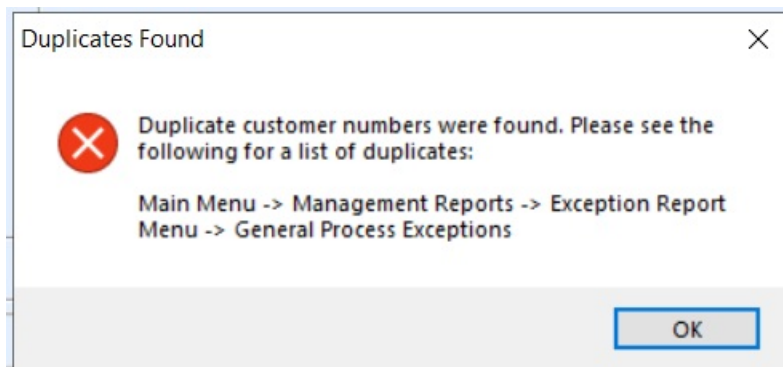 Duplicates Found
Duplicate customer numbers were found. Please see the
following for a list of duplicates:
Main Menu -> Management Reports -> Exception Report
Menu -> General Process Exceptions
OK